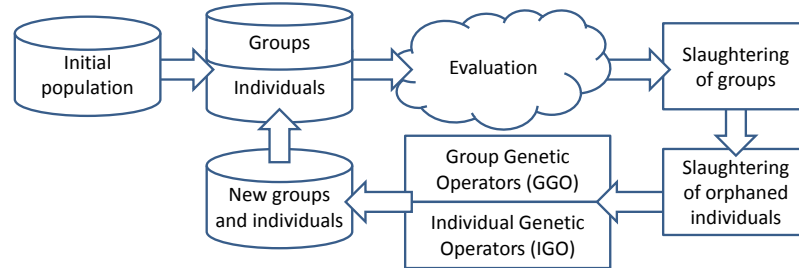 Initial
population
Groups
Individuals
Evaluation
Slaughtering
of groups
Slaughtering
of orphaned
individuals
Group Genetic
Operators (GGO)
Individual Genetic
Operators (IGO)
New groups
and individuals